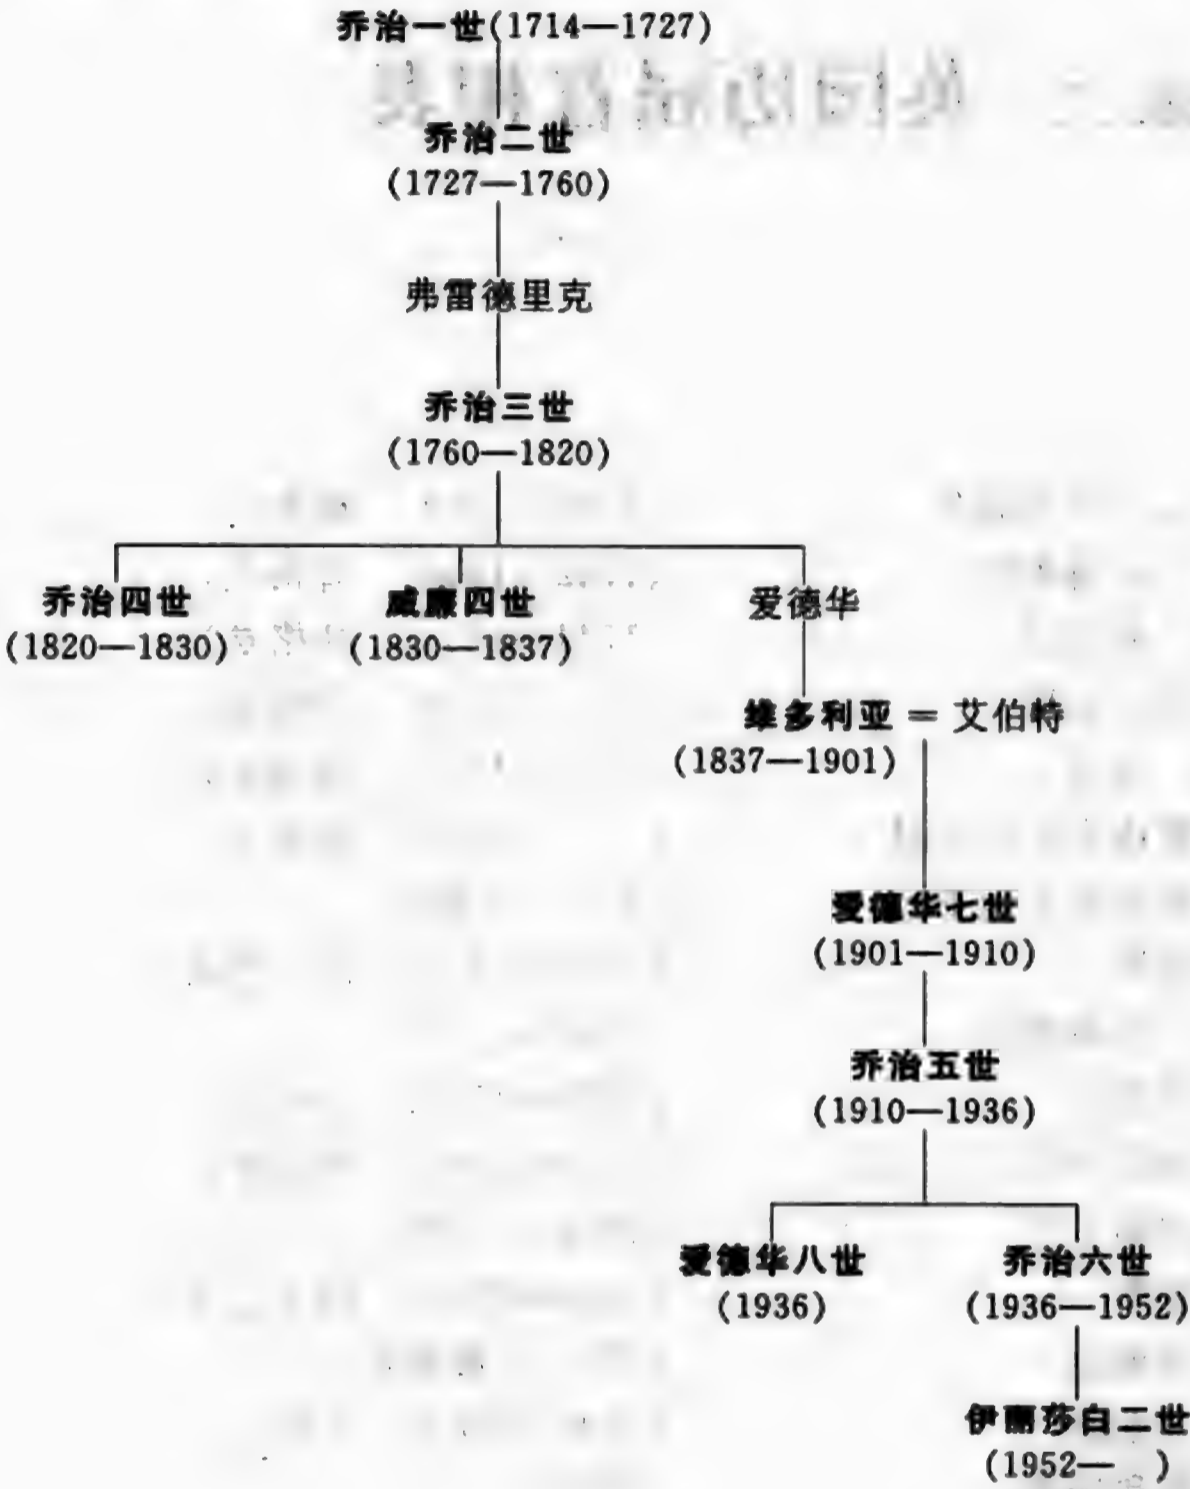 乔治一世(1714—1727)
乔治二世
(1727—1760)
弗雷德里克
乔治三世
(1760—1820)
乔治四世 威廉四世 爱德华
(1820—1830) (1830—1837)
维多利亚 = 艾伯特
(1837—1901)
爱德华七世
(1901—1910)
乔治五世
(1910—1936)
爱德华八世 乔治六世
(1936) (1936—1952)
伊丽莎白二世
(1952— )